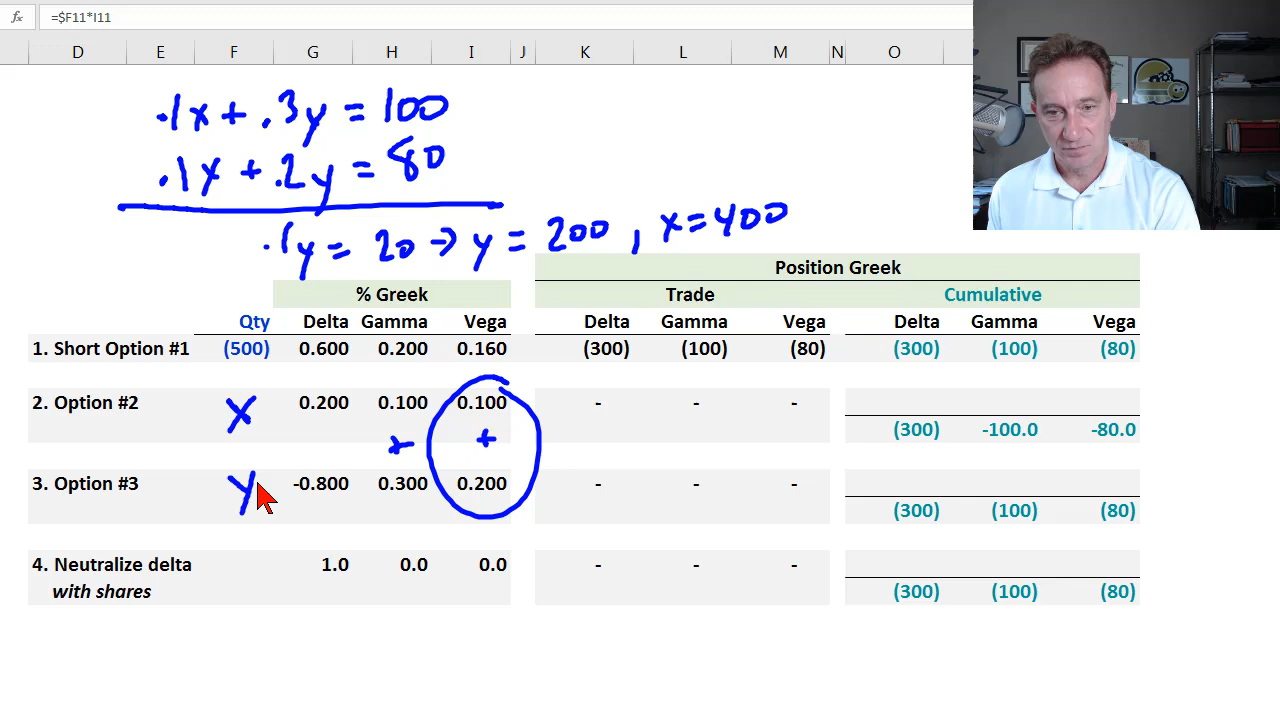 fx =$F11*I11
D E F G H I J K L M N O
.1x + .3y = 100
.1x + .2y = 80
.1y = 20 → y = 200 , x = 400
Position Greek
% Greek Trade Cumulative
Qty Delta Gamma Vega Delta Gamma Vega Delta Gamma Vega
1. Short Option #1 (500) 0.600 0.200 0.160 (300) (100) (80) (300) (100) (80)
2. Option #2 x 0.200 0.100 0.100 - - -
+ + (300) -100.0 -80.0
3. Option #3 y -0.800 0.300 0.200 - - -
(300) (100) (80)
4. Neutralize delta 1.0 0.0 0.0 - - -
with shares (300) (100) (80)